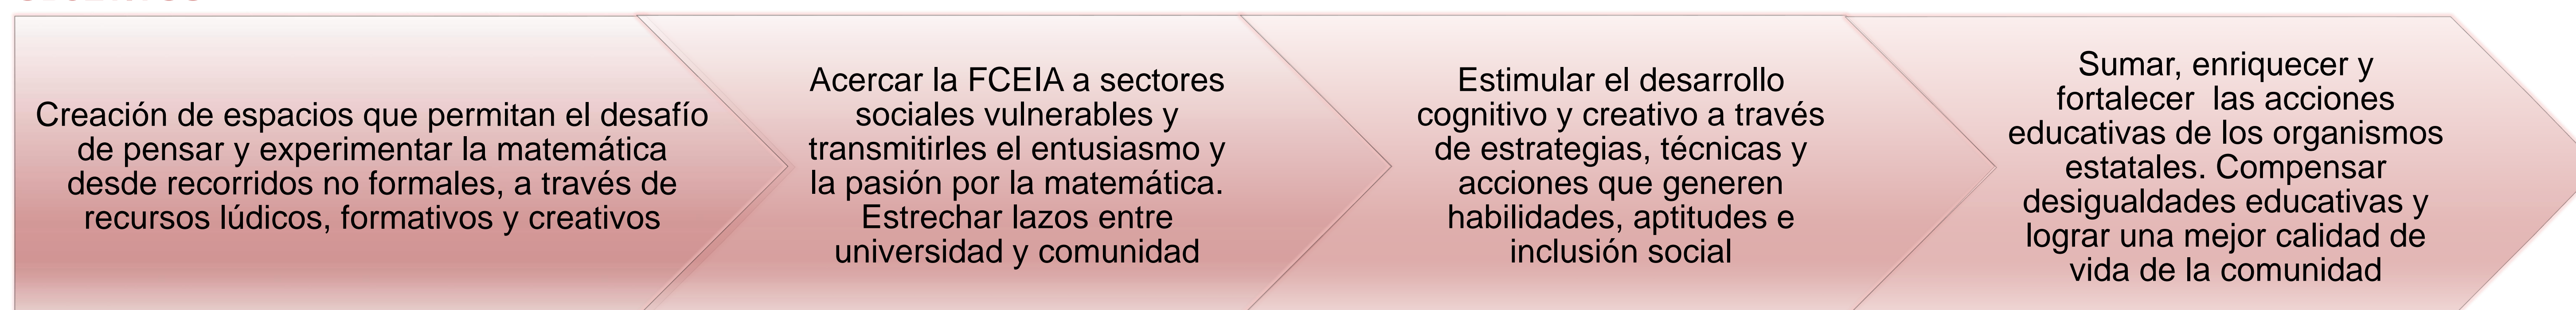 Creación de espacios que permitan el desafío
de pensar y experimentar la matemática
desde recorridos no formales, a través de
recursos lúdicos, formativos y creativos
Acercar la FCEIA a sectores
sociales vulnerables y
transmitirles el entusiasmo y
la pasión por la matemática.
Estrechar lazos entre
universidad y comunidad
Estimular el desarrollo
cognitivo y creativo a través
de estrategias, técnicas y
acciones que generen
habilidades, aptitudes e
inclusión social
Sumar, enriquecer y
fortalecer  las acciones
educativas de los organismos
estatales. Compensar
desigualdades educativas y
lograr una mejor calidad de
vida de la comunidad